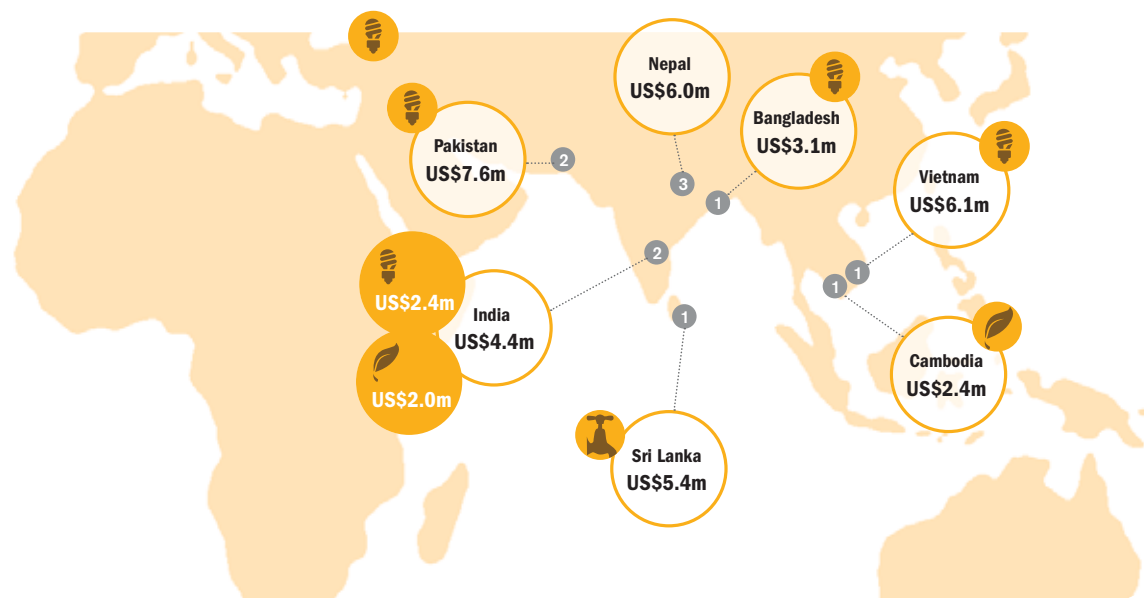 Nepal
US$6.0m
Bangladesh
US$3.1m
Pakistan
US$7.6m
2
3
1
Vietnam
US$6.1m
2
1
1
US$2.4m
India
US$4.4m
1
US$2.0m
Cambodia
US$2.4m
Sri Lanka
US$5.4m